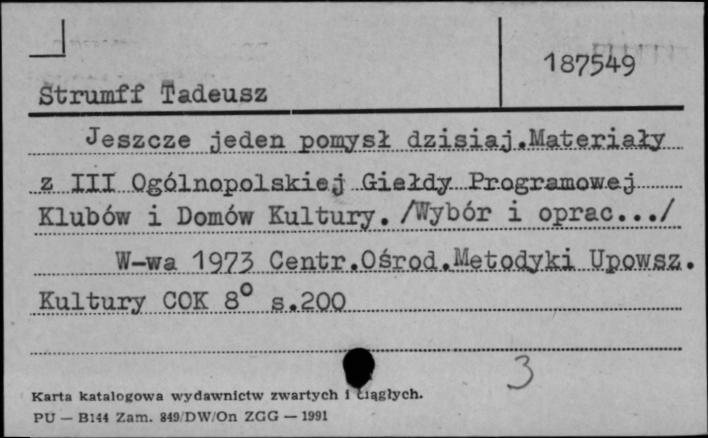 187549
Strumff Tadeusz
Jeszcze jeden pomysł dzisiaj.Materiały
z III Ogólnopolskiej Giełdy Programowej
Klubów i Domów Kultury. /Wybór i oprac.../
W-wa 1973 Centr.Ośrod.Metodyki Upowsz.
Kultury COK 8° s.200
3
Karta katalogowa wydawnictw zwartych i ciągłych.
PU — B144 Zam. 849/DW/On ZGG — 1991